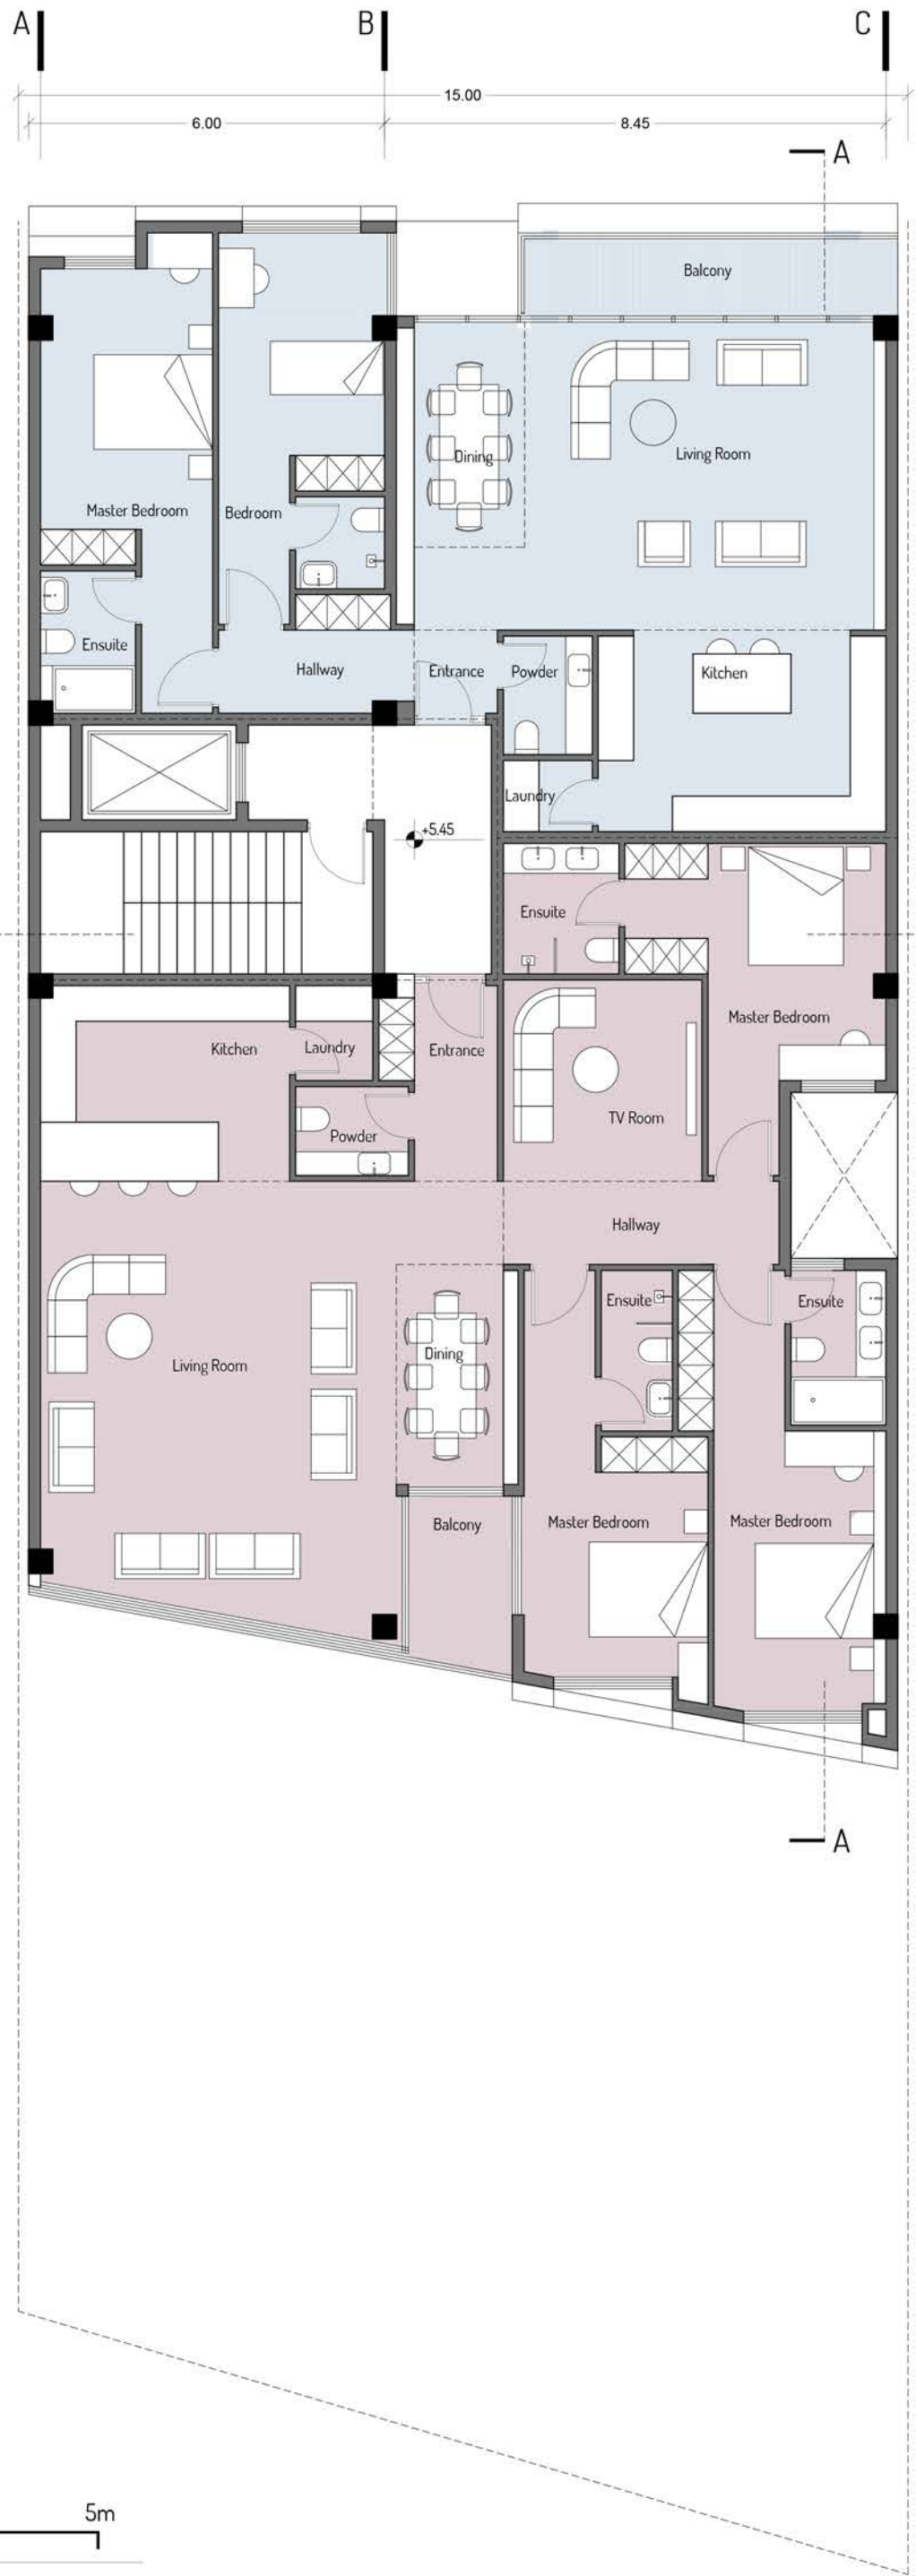 A
B
C
15.00
6.00
8.45
A
Balcony
Dining
Living Room
Master Bedroom
Bedroom
Ensuite
Hallway
Entrance
Powder
Kitchen
Laundry
+5.45
Ensuite
Master Bedroom
Kitchen
Laundry
Entrance
TV Room
Powder
Hallway
Ensuite
Ensuite
Living Room
Dining
Balcony
Master Bedroom
Master Bedroom
A
5m